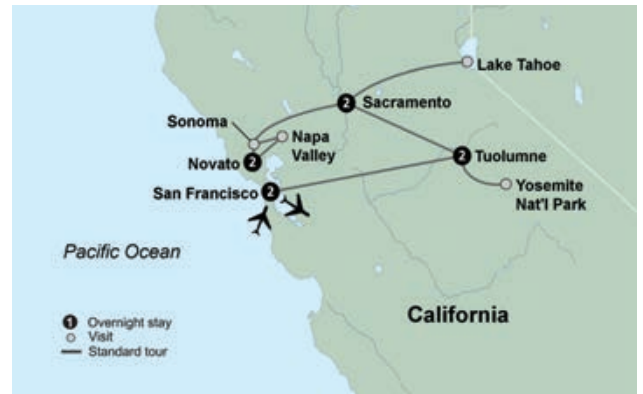 Lake Tahoe
2 Sacramento
Sonoma
Napa
Valley
Novato 2
2 Tuolumne
San Francisco 2
Yosemite
Nat'l Park
Pacific Ocean
California
1 Overnight stay
Visit
Standard tour